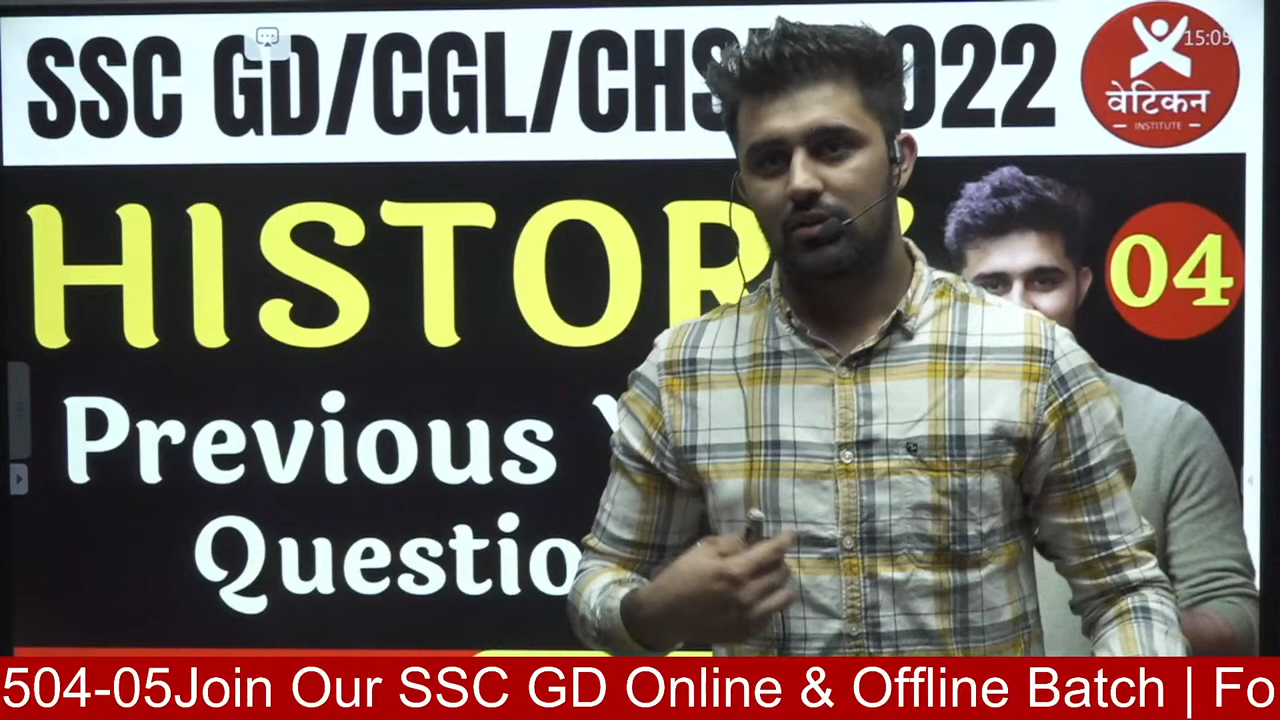 SSC GD/CGL/CHS 2022
15:05
वेटिकन
INSTITUTE
HISTOR
04
Previous
Questio
504-05Join Our SSC GD Online & Offline Batch | Fo